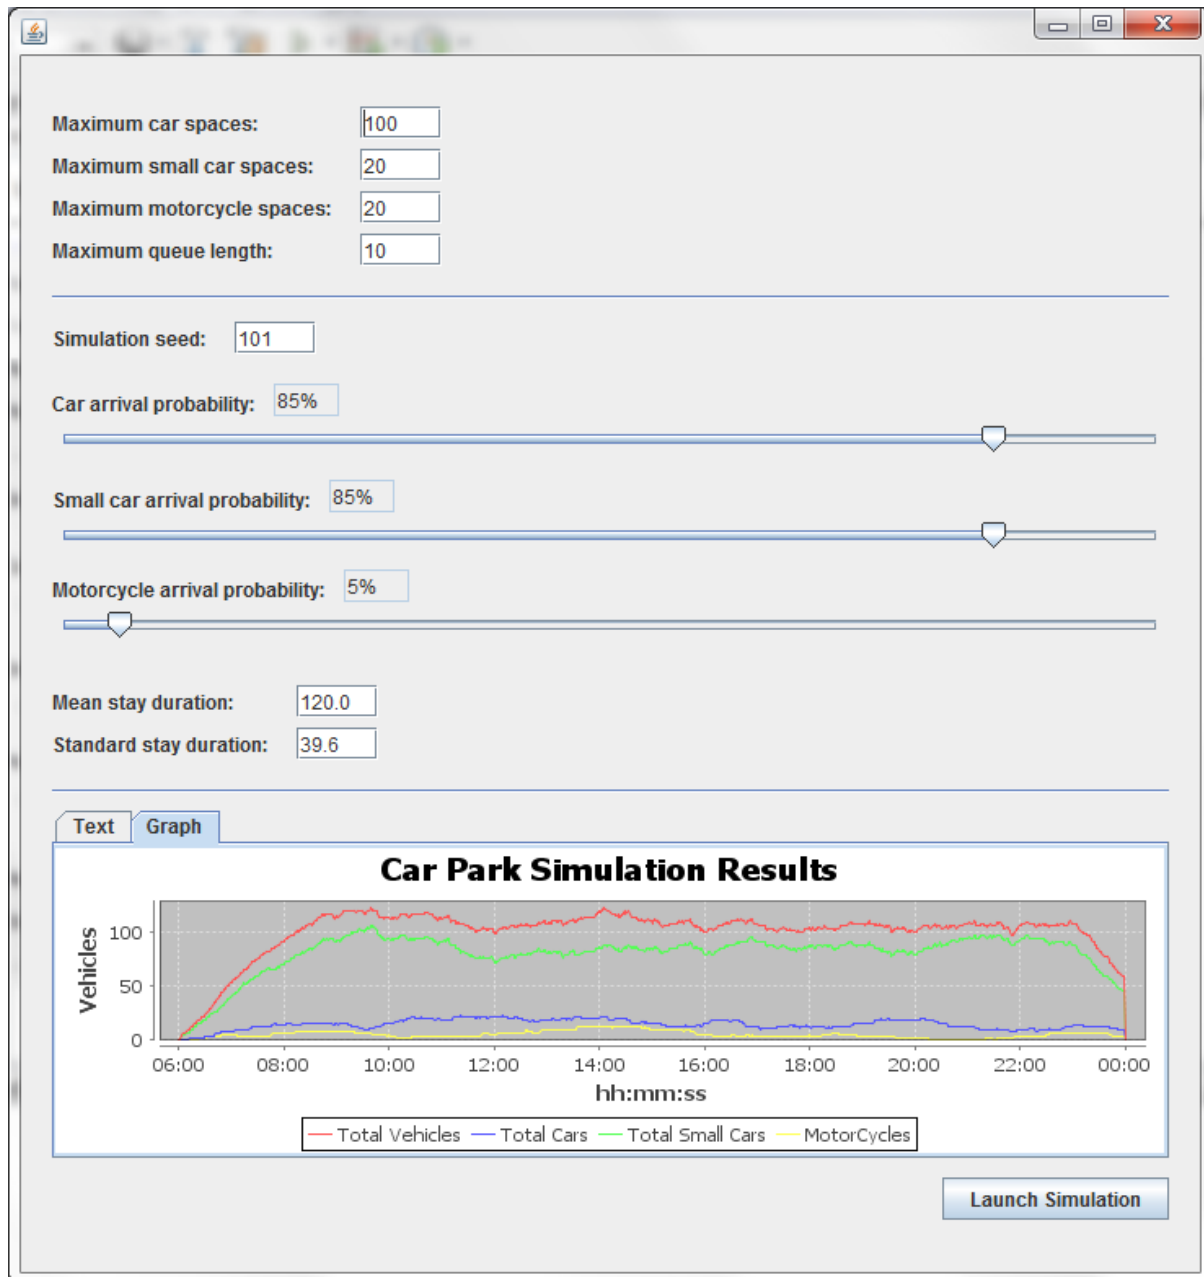 Maximum car spaces: 100
Maximum small car spaces: 20
Maximum motorcycle spaces: 20
Maximum queue length: 10
Simulation seed: 101
Car arrival probability: 85%
Small car arrival probability: 85%
Motorcycle arrival probability: 5%
Mean stay duration: 120.0
Standard stay duration: 39.6
Text Graph
Car Park Simulation Results
Vehicles
100
50
0
06:00 08:00 10:00 12:00 14:00 16:00 18:00 20:00 22:00 00:00
hh:mm:ss
Total Vehicles Total Cars Total Small Cars MotorCycles
Launch Simulation